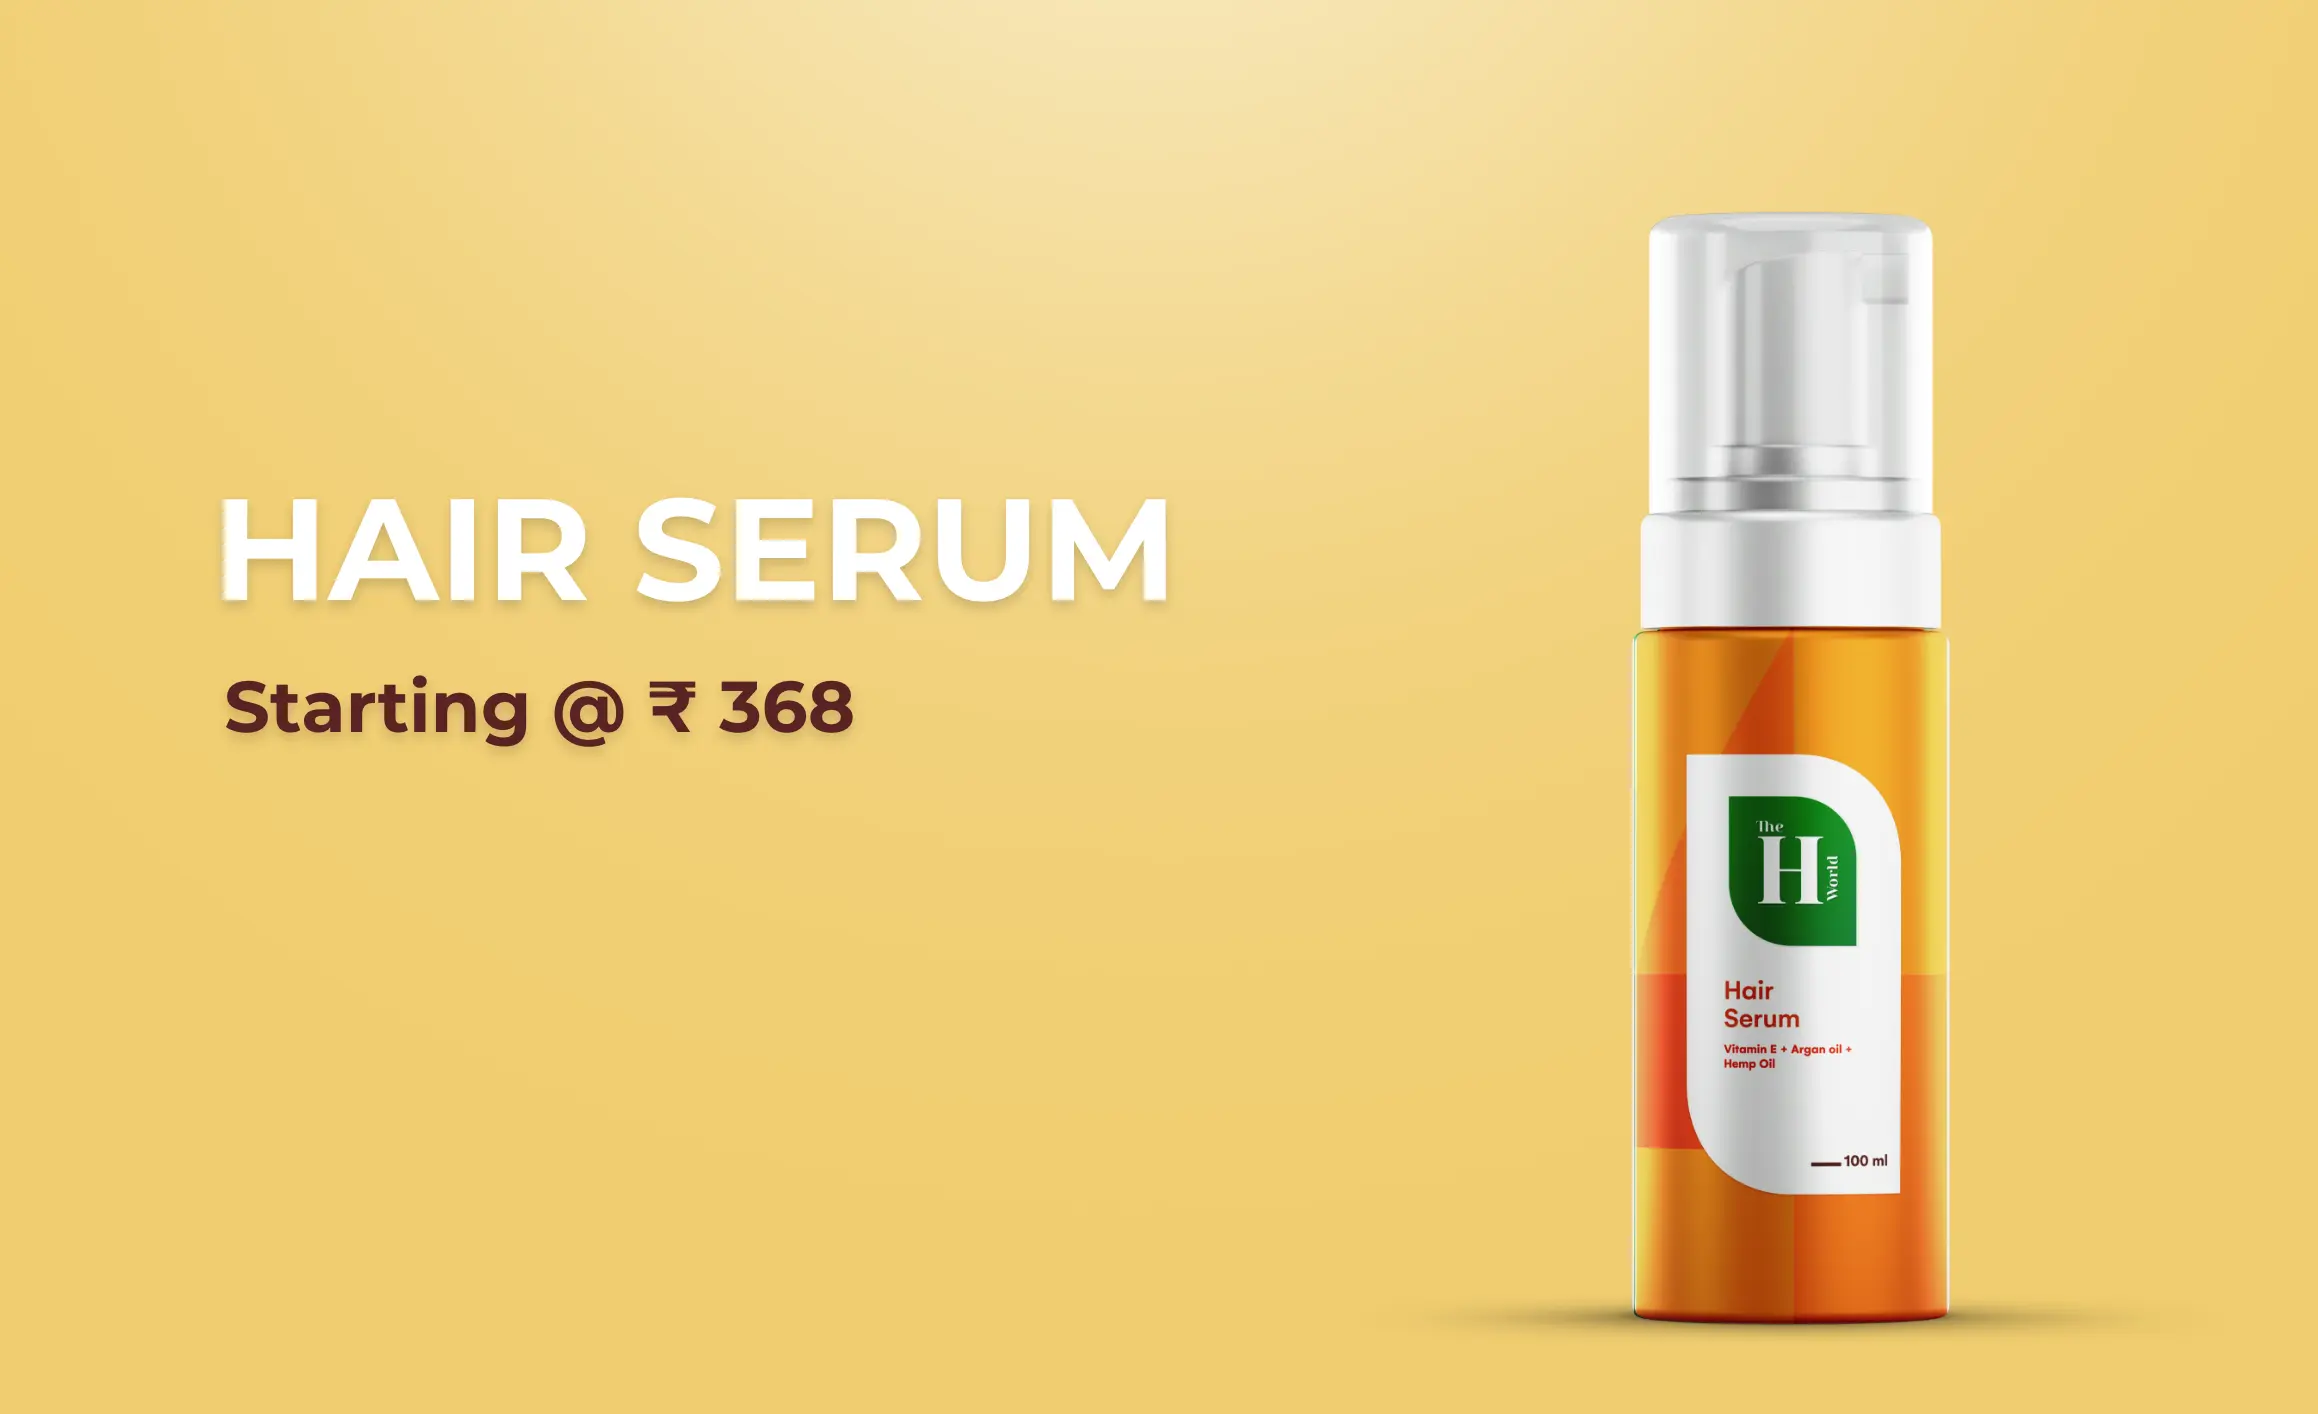 HAIR SERUM
Starting @ ₹ 368
The
H
World
Hair
Serum
Vitamin E + Argan oil +
Hemp Oil
100 ml